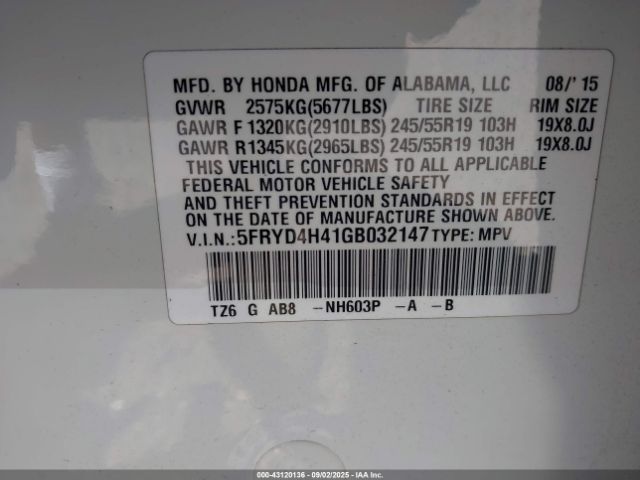 MFD. BY HONDA MFG. OF ALABAMA, LLC 08/' 15
GVWR 2575KG(5677LBS) TIRE SIZE RIM SIZE
GAWR F 1320KG(2910LBS) 245/55R19 103H 19X8.0J
GAWR R1345KG(2965LBS) 245/55R19 103H 19X8.0J
THIS VEHICLE CONFORMS TO ALL APPLICABLE
FEDERAL MOTOR VEHICLE SAFETY
AND THEFT PREVENTION STANDARDS IN EFFECT
ON THE DATE OF MANUFACTURE SHOWN ABOVE.
V.I.N.:5FRYD4H41GB032147 TYPE: MPV
TZ6 G AB8 -NH603P -A -B
00-43120136 - 09/02/2025 - IAA Inc.